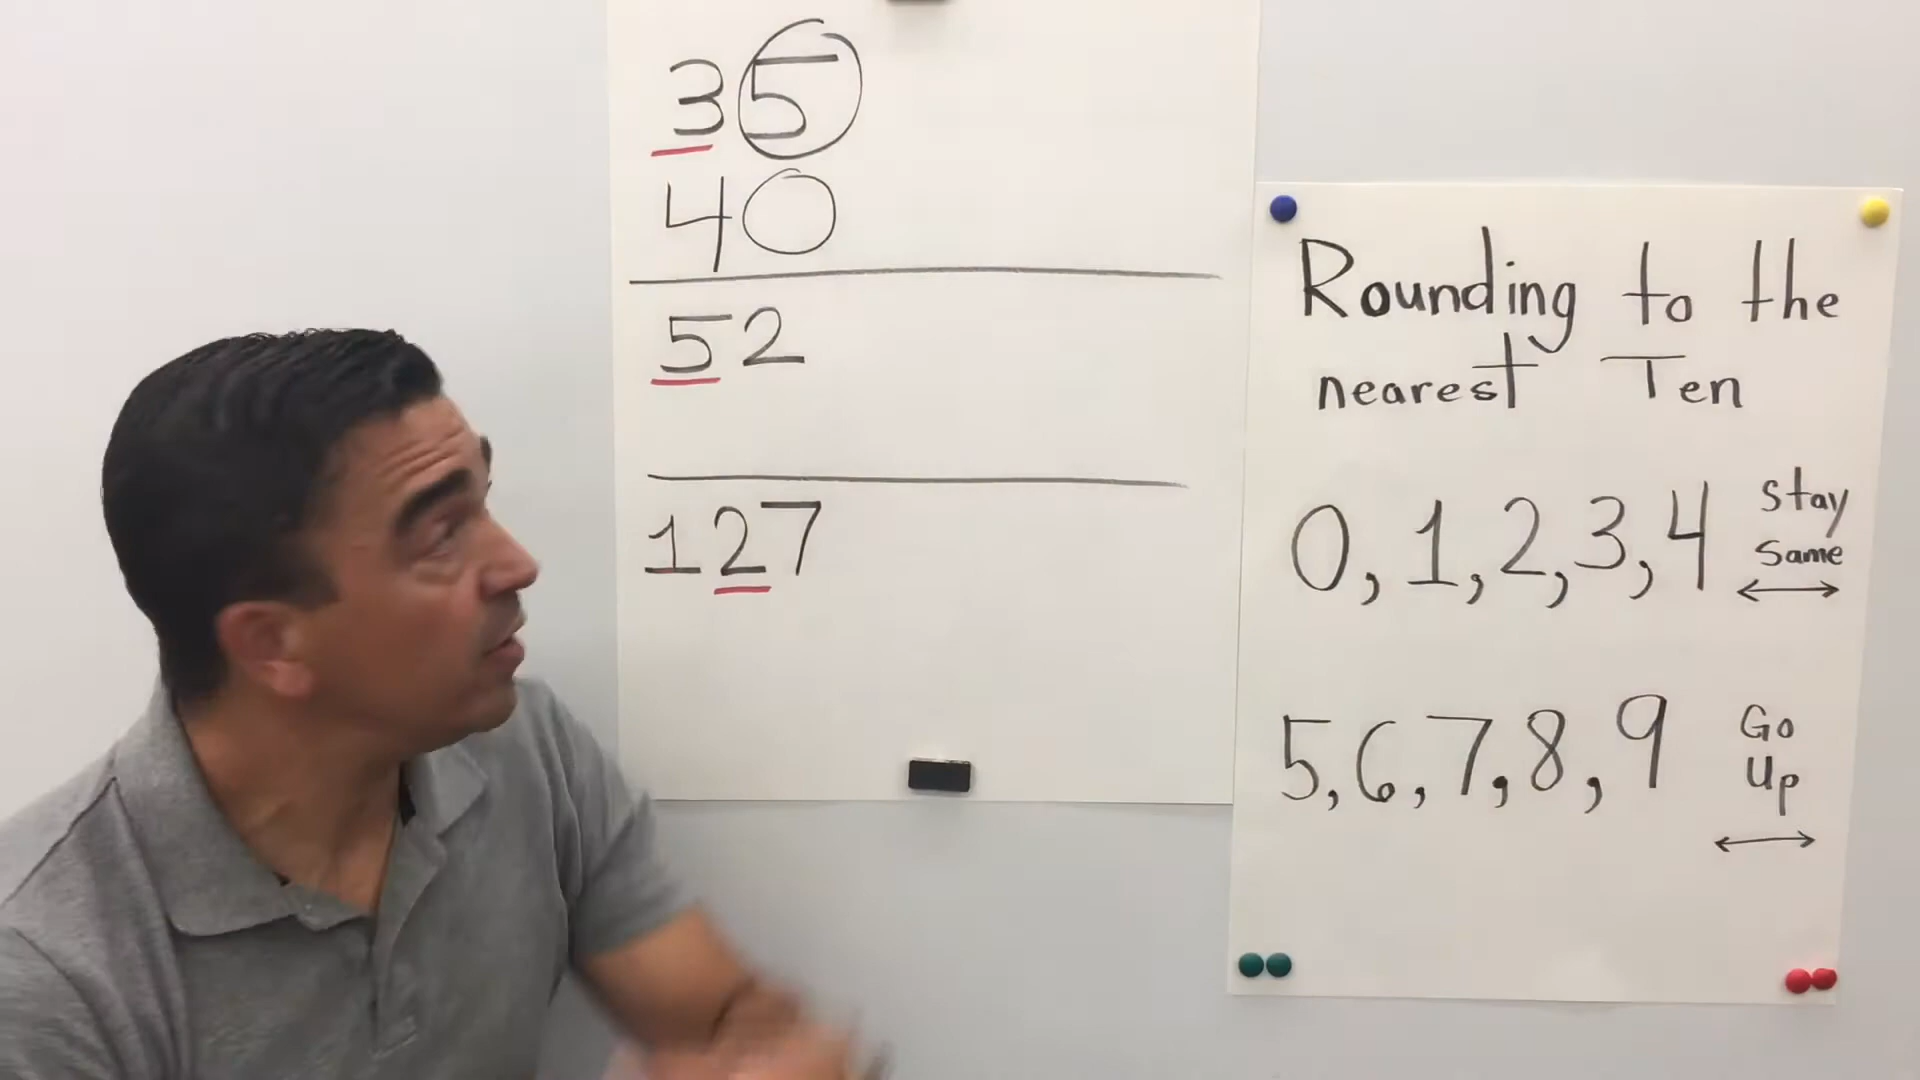 35
40
52
127
Rounding to the
nearest Ten
0, 1, 2, 3, 4 Stay
Same
5, 6, 7, 8, 9 Go
Up